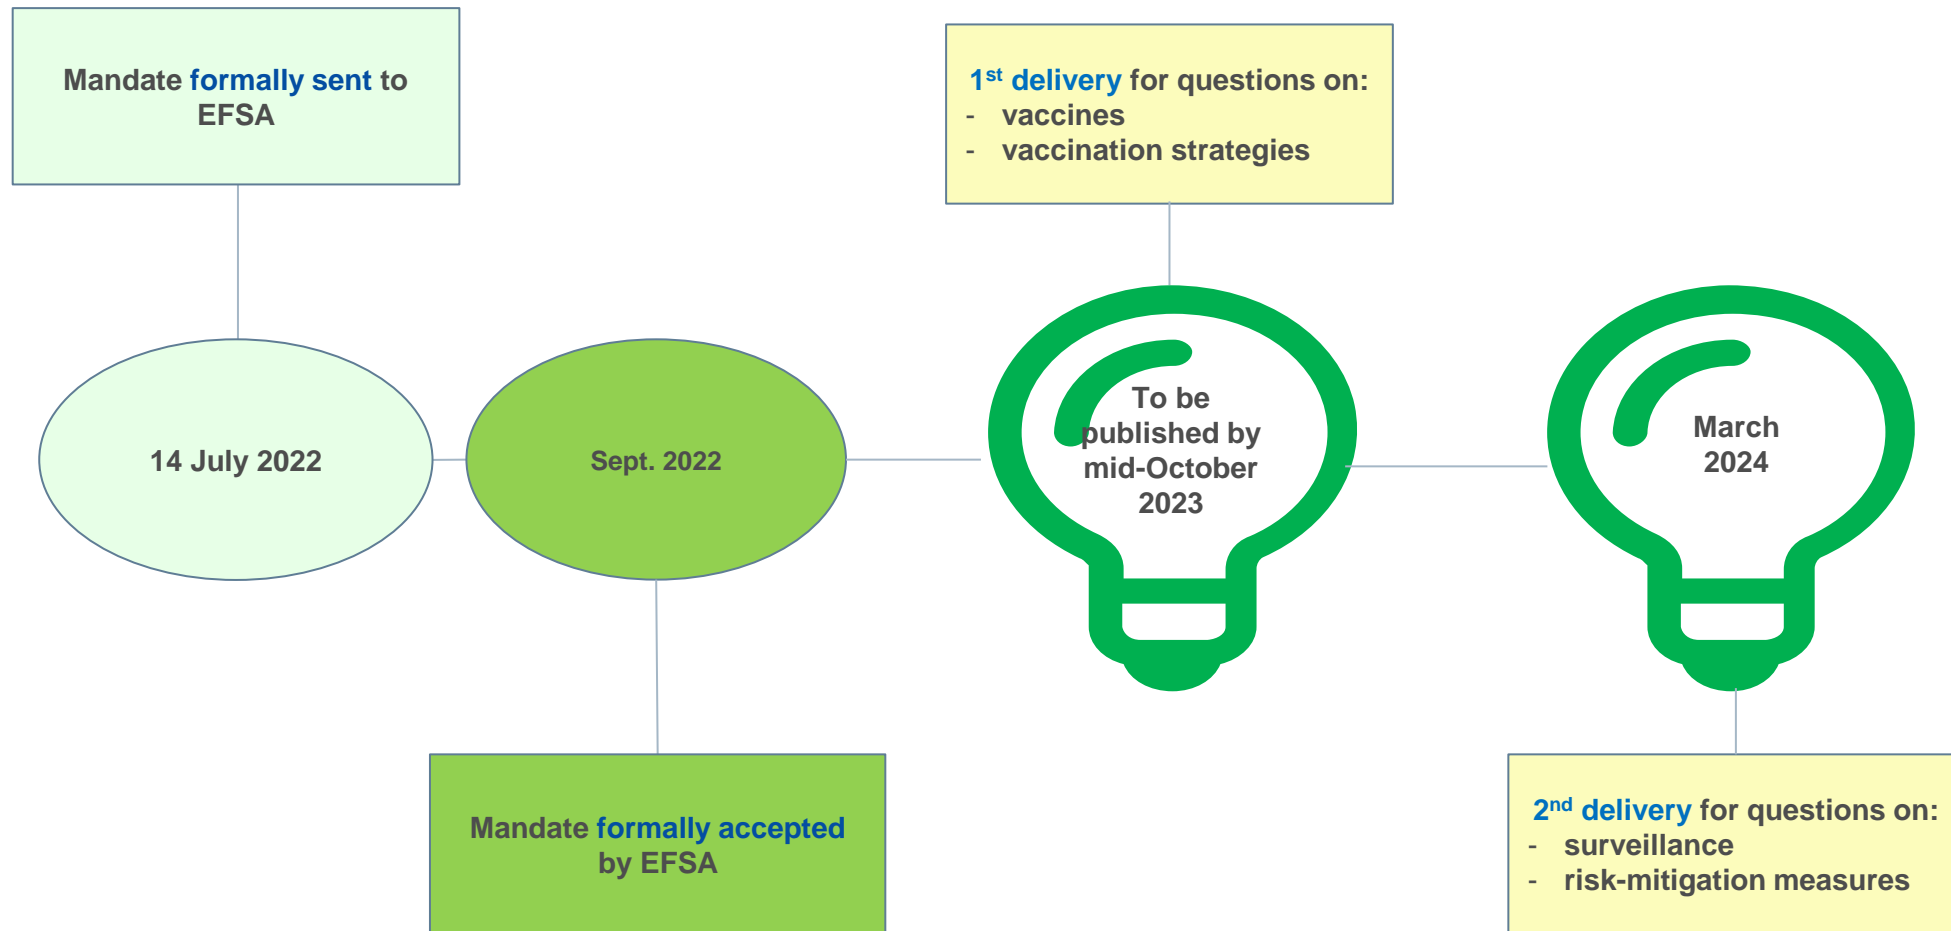 Mandate formally sent to
EFSA
1st delivery for questions on:
- vaccines
- vaccination strategies
14 July 2022
Sept. 2022
To be
published by
mid-October
2023
March
2024
Mandate formally accepted
by EFSA
2nd delivery for questions on:
- surveillance
- risk-mitigation measures